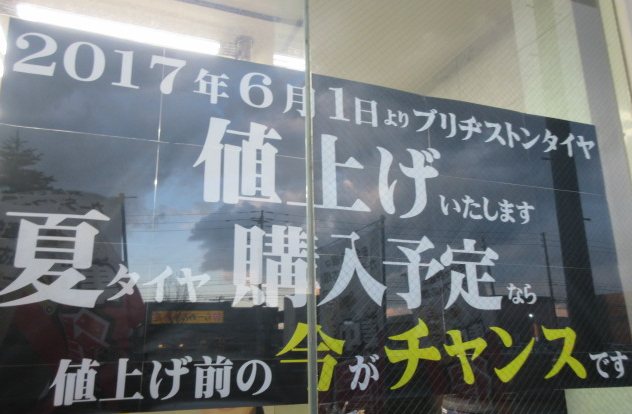 2017年6月1日よりブリヂストンタイヤ
値上げいたします
夏タイヤ購入予定なら
値上げ前の今がチャンスです